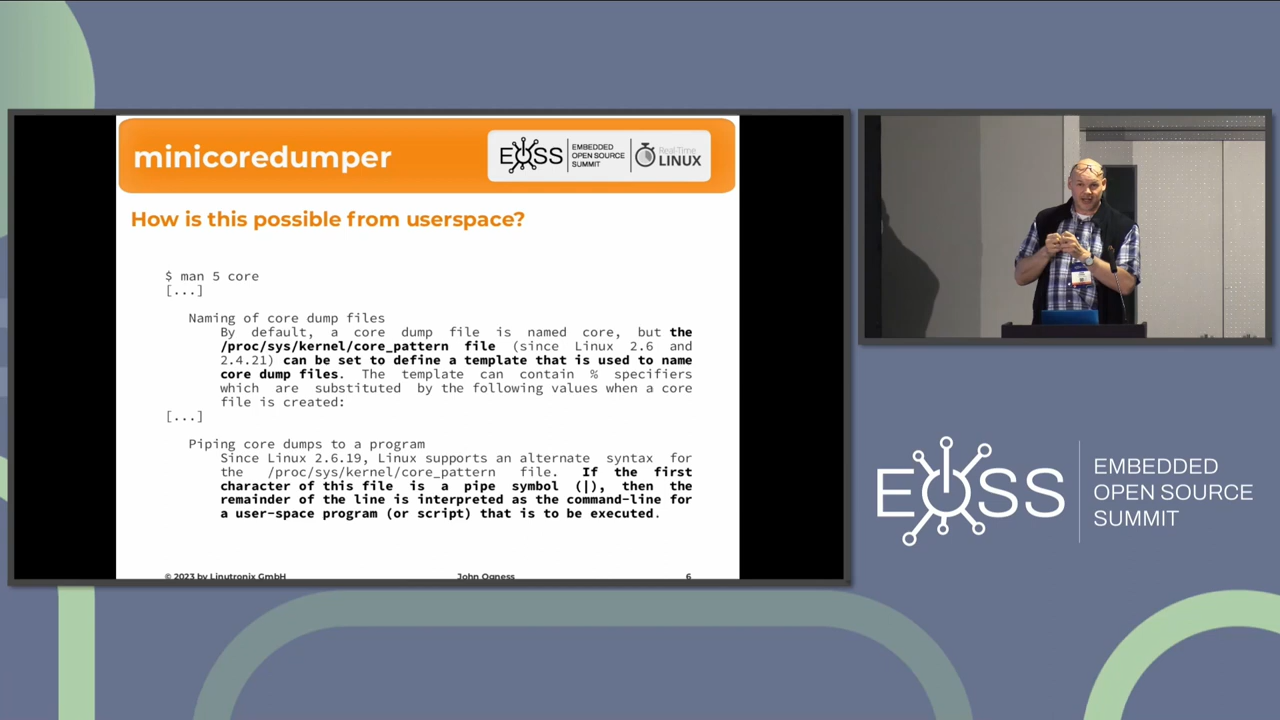 minicoredumper
EOSS
EMBEDDED
OPEN SOURCE
SUMMIT
Real-Time
LINUX
How is this possible from userspace?
$ man 5 core
[...]
Naming of core dump files
By default, a core dump file is named core, but the
/proc/sys/kernel/core_pattern file (since Linux 2.6 and
2.4.21) can be set to define a template that is used to name
core dump files. The template can contain % specifiers
which are substituted by the following values when a core
file is created:
[...]
Piping core dumps to a program
Since Linux 2.6.19, Linux supports an alternate syntax for
the /proc/sys/kernel/core_pattern file. If the first
character of this file is a pipe symbol (|), then the
remainder of the line is interpreted as the command-line for
a user-space program (or script) that is to be executed.
© 2023 by Linutronix GmbH
John Ogness
6
EOSS
EMBEDDED
OPEN SOURCE
SUMMIT